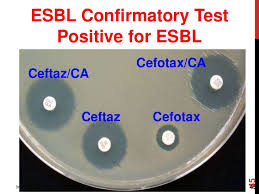 ESBL Confirmatory Test
Positive for ESBL
Cefotax/CA
Ceftaz/CA
Ceftaz
Cefotax